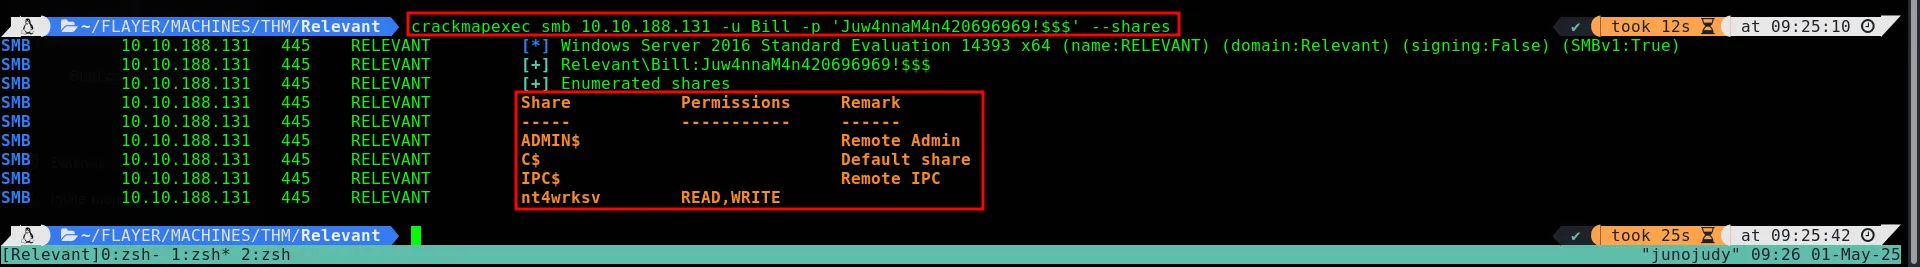 ~/FLAYER/MACHINES/THM/Relevant crackmapexec smb 10.10.188.131 -u Bill -p 'Juw4nnaM4n420696969!$$$' --shares ✔ took 12s at 09:25:10
SMB 10.10.188.131 445 RELEVANT [*] Windows Server 2016 Standard Evaluation 14393 x64 (name:RELEVANT) (domain:Relevant) (signing:False) (SMBv1:True)
SMB 10.10.188.131 445 RELEVANT [+] Relevant\Bill:Juw4nnaM4n420696969!$$$
SMB 10.10.188.131 445 RELEVANT [+] Enumerated shares
SMB 10.10.188.131 445 RELEVANT Share Permissions Remark
SMB 10.10.188.131 445 RELEVANT ----- ----------- ------
SMB 10.10.188.131 445 RELEVANT ADMIN$ Remote Admin
SMB 10.10.188.131 445 RELEVANT C$ Default share
SMB 10.10.188.131 445 RELEVANT IPC$ Remote IPC
SMB 10.10.188.131 445 RELEVANT nt4wrksv READ,WRITE
~/FLAYER/MACHINES/THM/Relevant ✔ took 25s at 09:25:42
[Relevant]0:zsh- 1:zsh* 2:zsh "junojudy" 09:26 01-May-25